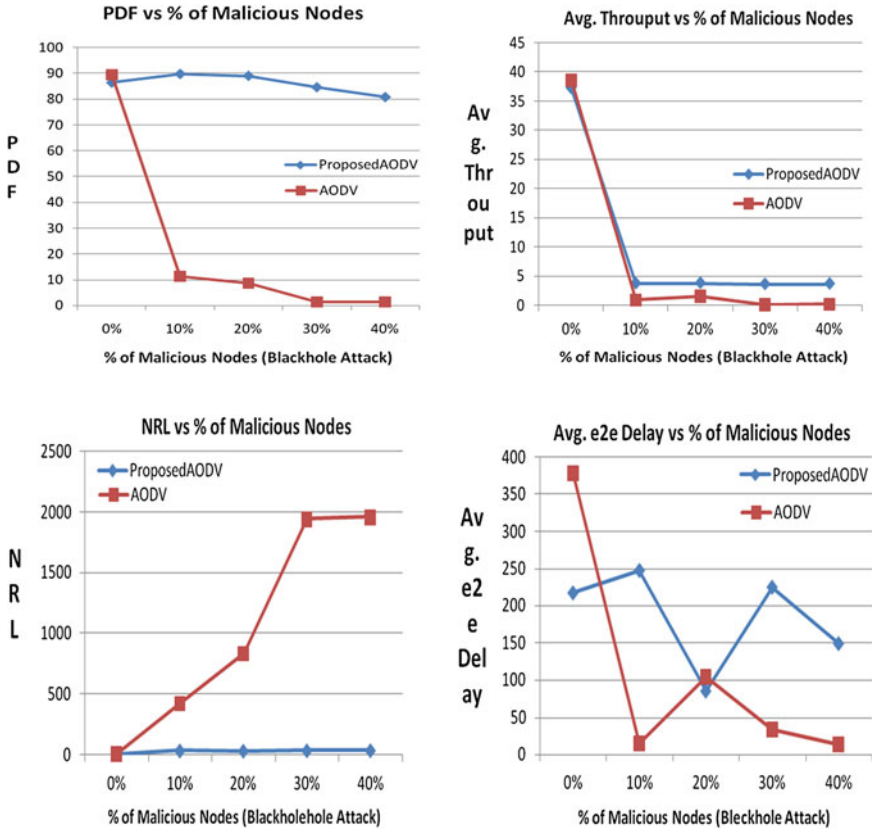 PDF vs % of Malicious Nodes
100
90
80
70
60
50
40
30
20
10
0
P
D
F
ProposedAODV
AODV
0% 10% 20% 30% 40%
% of Malicious Nodes (Blackhole Attack)
Avg. Throuput vs % of Malicious Nodes
45
40
35
30
25
20
15
10
5
0
Av
g.
Thr
ou
put
ProposedAODV
AODV
0% 10% 20% 30% 40%
% of Malicious Nodes (Blackhole Attack)
NRL vs % of Malicious Nodes
2500
2000
1500
1000
500
0
N
R
L
ProposedAODV
AODV
0% 10% 20% 30% 40%
% of Malicious Nodes (Blackholehole Attack)
Avg. e2e Delay vs % of Malicious Nodes
400
350
300
250
200
150
100
50
0
Av
g.
e2
e
Del
ay
ProposedAODV
AODV
0% 10% 20% 30% 40%
% of Malicious Nodes (Bleckhole Attack)